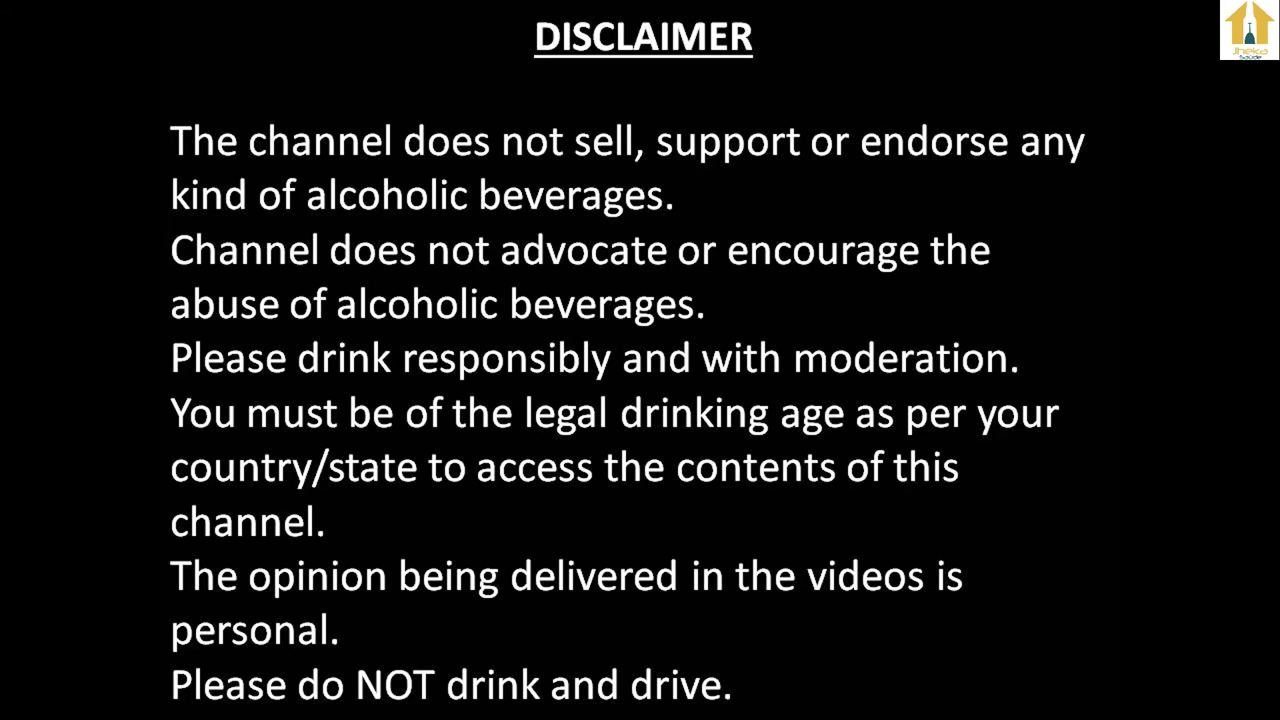 DISCLAIMER
Jheka
Saúde
The channel does not sell, support or endorse any
kind of alcoholic beverages.
Channel does not advocate or encourage the
abuse of alcoholic beverages.
Please drink responsibly and with moderation.
You must be of the legal drinking age as per your
country/state to access the contents of this
channel.
The opinion being delivered in the videos is
personal.
Please do NOT drink and drive.